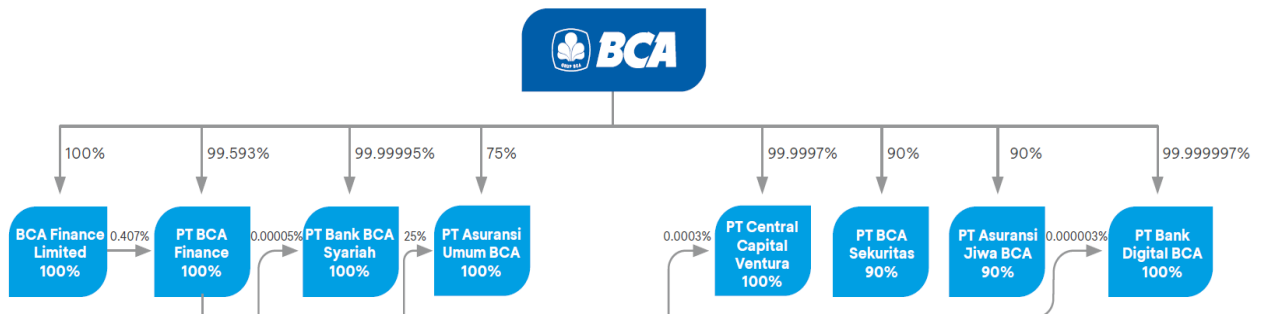 BCA
GRUP BCA
100%
99.593%
99.99995%
75%
99.9997%
90%
90%
99.999997%
BCA Finance
Limited
100%
0.407%
PT BCA
Finance
100%
0.00005%
PT Bank BCA
Syariah
100%
25%
PT Asuransi
Umum BCA
100%
0.0003%
PT Central
Capital
Ventura
100%
PT BCA
Sekuritas
90%
PT Asuransi
Jiwa BCA
90%
0.000003%
PT Bank
Digital BCA
100%